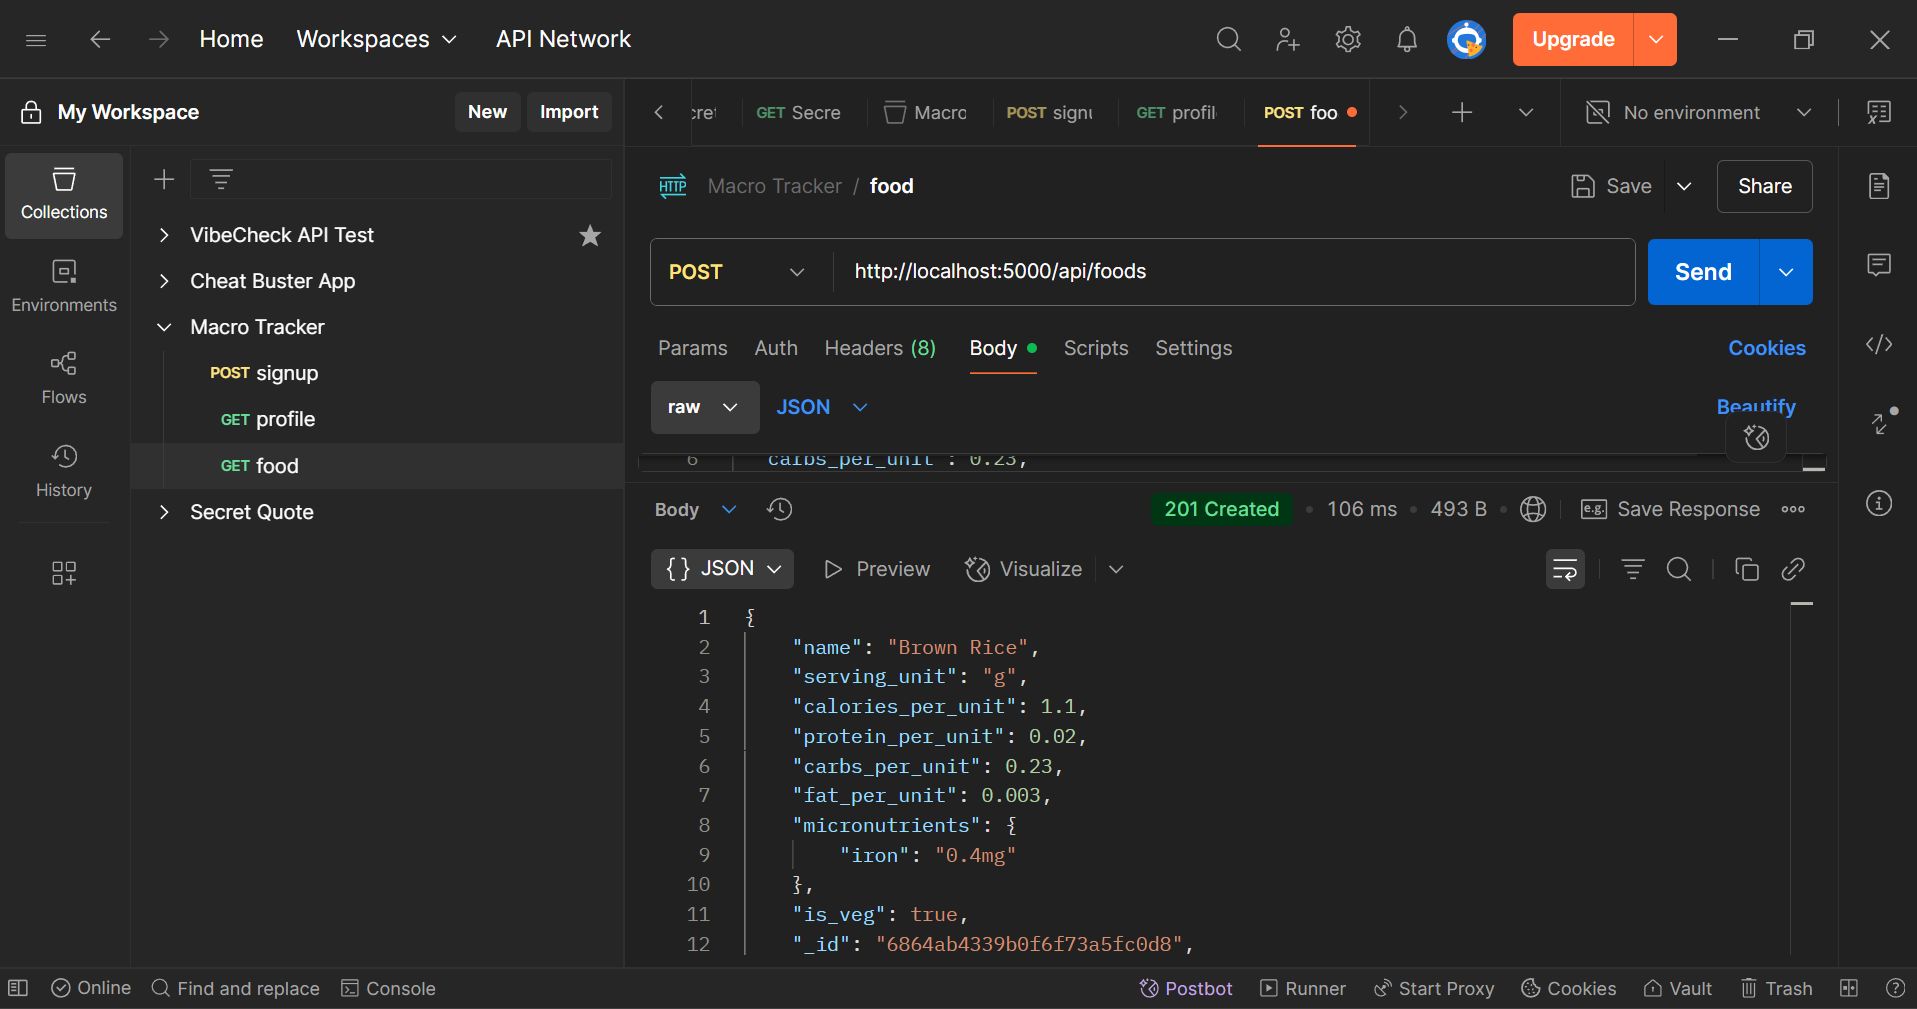 Home Workspaces API Network Upgrade
My Workspace New Import
cret GET Secre Macro POST signu GET profil POST foo No environment
Collections
Environments
Flows
History
VibeCheck API Test
Cheat Buster App
Macro Tracker
POST signup
GET profile
GET food
Secret Quote
HTTP Macro Tracker / food Save Share
POST http://localhost:5000/api/foods Send
Params Auth Headers (8) Body Scripts Settings Cookies
raw JSON Beautify
6 carbs_per_unit : 0.23,
Body 201 Created • 106 ms • 493 B • e.g. Save Response
{} JSON Preview Visualize
1 {
2 "name": "Brown Rice",
3 "serving_unit": "g",
4 "calories_per_unit": 1.1,
5 "protein_per_unit": 0.02,
6 "carbs_per_unit": 0.23,
7 "fat_per_unit": 0.003,
8 "micronutrients": {
9 "iron": "0.4mg"
10 },
11 "is_veg": true,
12 "_id": "6864ab4339b0f6f73a5fc0d8",
Online Find and replace Console Postbot Runner Start Proxy Cookies Vault Trash